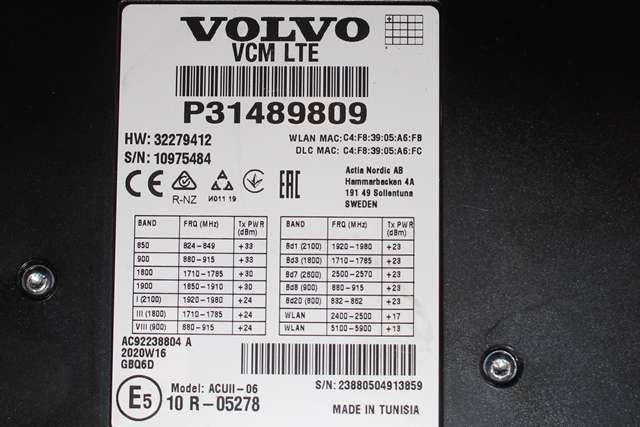 VOLVO
VCM LTE
P31489809
HW: 32279412
S/N: 10975484
WLAN MAC: C4:F8:39:05:A6:FB
DLC MAC: C4:F8:39:05:A6:FC
CE R-NZ И011 19 EAC
Actia Nordic AB
Hammarbacken 4A
191 49 Sollentuna
SWEDEN
BAND FRQ (MHz) Tx PWR (dBm)
850 824-849 +33
900 880-915 +33
1800 1710-1785 +30
1900 1850-1910 +30
I (2100) 1920-1980 +24
III (1800) 1710-1785 +24
VIII (900) 880-915 +24
BAND FRQ (MHz) Tx PWR (dBm)
Bd1 (2100) 1920-1980 +23
Bd3 (1800) 1710-1785 +23
Bd7 (2600) 2500-2570 +23
Bd8 (900) 880-915 +23
Bd20 (800) 832-862 +23
WLAN 2400-2500 +17
WLAN 5100-5900 +13
AC92238804 A
2020W16
GBQ6D
S/N: 23880504913859
E5
Model: ACUII-06
10 R-05278
MADE IN TUNISIA